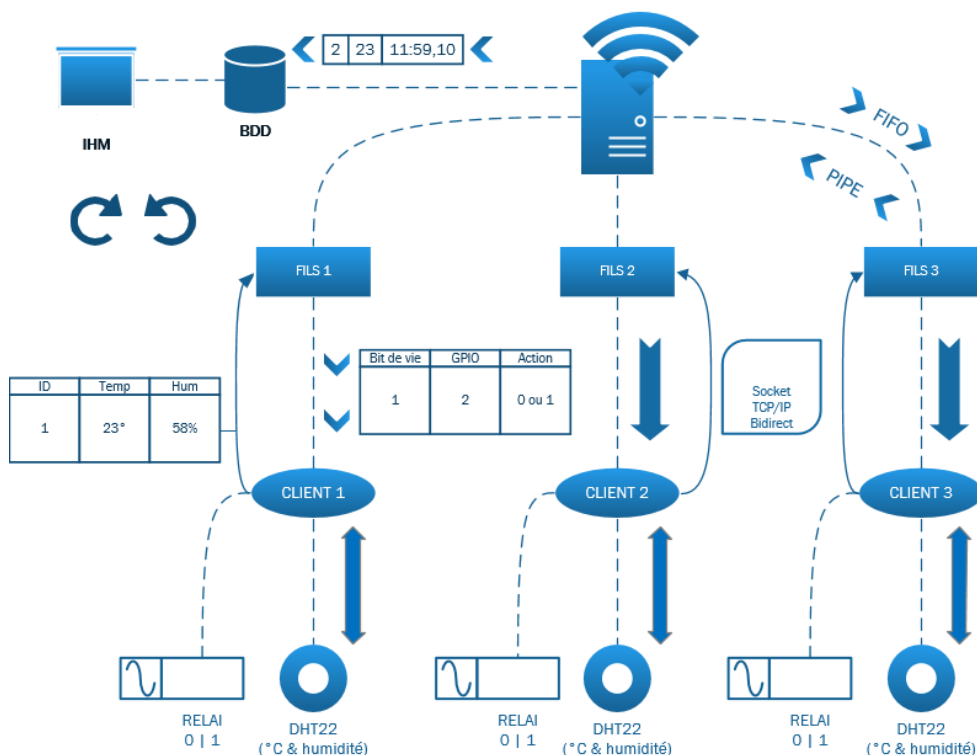 2 23 11:59,10
IHM
BDD
FIFO
PIPE
FILS 1
FILS 2
FILS 3
ID Temp Hum
1 23° 58%
Bit de vie GPIO Action
1 2 0 ou 1
Socket
TCP/IP
Bidirect
CLIENT 1
CLIENT 2
CLIENT 3
RELAI
0 | 1
DHT22
(°C & humidité)
RELAI
0 | 1
DHT22
(°C & humidité)
RELAI
0 | 1
DHT22
(°C & humidité)